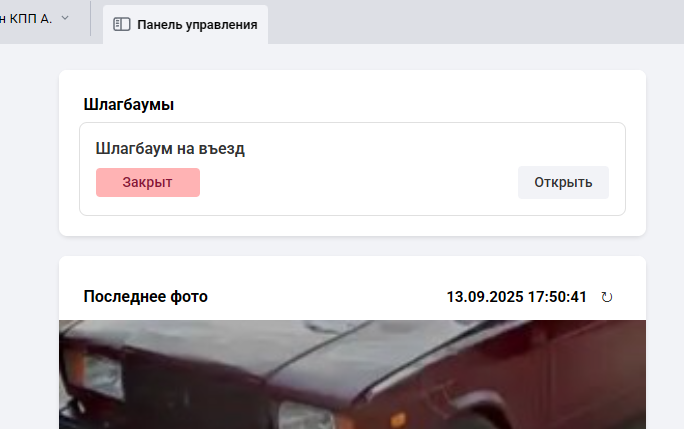 н КПП А.
Панель управления
Шлагбаумы
Шлагбаум на въезд
Закрыт
Открыть
Последнее фото
13.09.2025 17:50:41